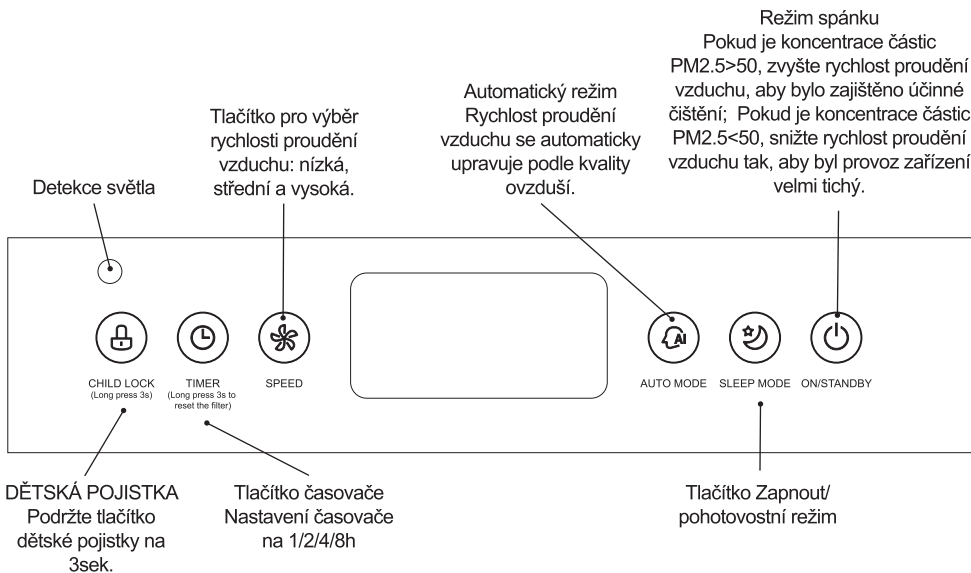 Režim spánku
Pokud je koncentrace částic
PM2.5>50, zvyšte rychlost proudění
vzduchu, aby bylo zajištěno účinné
čištění;  Pokud je koncentrace částic
PM2.5<50, snižte rychlost proudění
vzduchu tak, aby byl provoz zařízení
velmi tichý.
Automatický režim
Rychlost proudění
vzduchu se automaticky
upravuje podle kvality
ovzduší.
Tlačítko pro výběr
rychlosti proudění
vzduchu: nízká,
střední a vysoká.
Detekce světla
AI
CHILD LOCK
(Long press 3s)
TIMER
(Long press 3s to
reset the filter)
SPEED
AUTO MODE
SLEEP MODE
ON/STANDBY
DĚTSKÁ POJISTKA
Podržte tlačítko
dětské pojistky na
3sek.
Tlačítko časovače
Nastavení časovače
na 1/2/4/8h
Tlačítko Zapnout/
pohotovostní režim